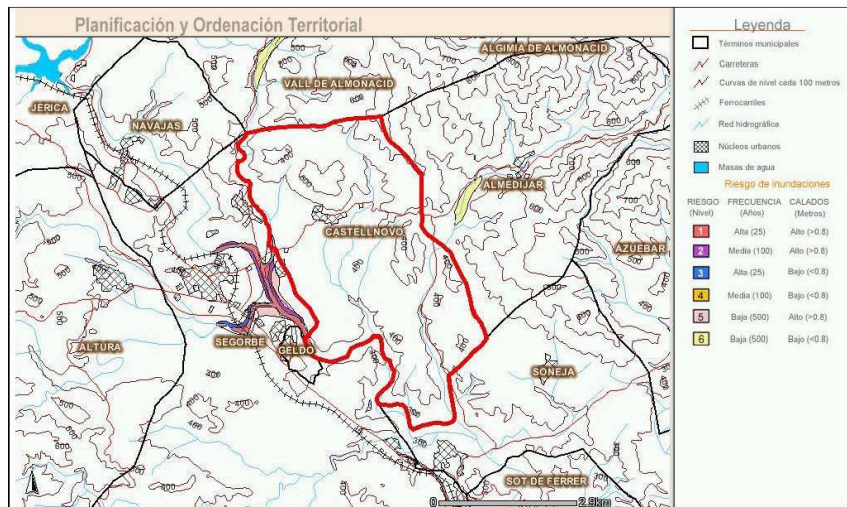 Planificación y Ordenación Territorial
ALGIMIA DE ALMONACID
VALL DE ALMONACID
JERICA
NAVAJAS
ALMEDIJAR
CASTELLNOVO
AZUEBAR
ALTURA
SEGORBE
GELDO
SONEJA
SOT DE FERRER
0 2.9km
Leyenda
Términos municipales
Carreteras
Curvas de nivel cada 100 metros
Ferrocarriles
Red hidrográfica
Núcleos urbanos
Masas de agua
Riesgo de inundaciones
RIESGO FRECUENCIA CALADOS
(Nivel) (Años) (Metros)
1 Alta (25) Alto (>0.8)
2 Media (100) Alto (>0.8)
3 Alta (25) Bajo (<0.8)
4 Media (100) Bajo (<0.8)
5 Baja (500) Alto (>0.8)
6 Baja (500) Bajo (<0.8)